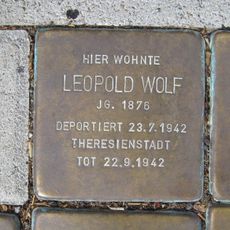 HIER WOHNTE
LEOPOLD WOLF
JG. 1876
DEPORTIERT 23.7.1942
THERESIENSTADT
TOT 22.9.1942